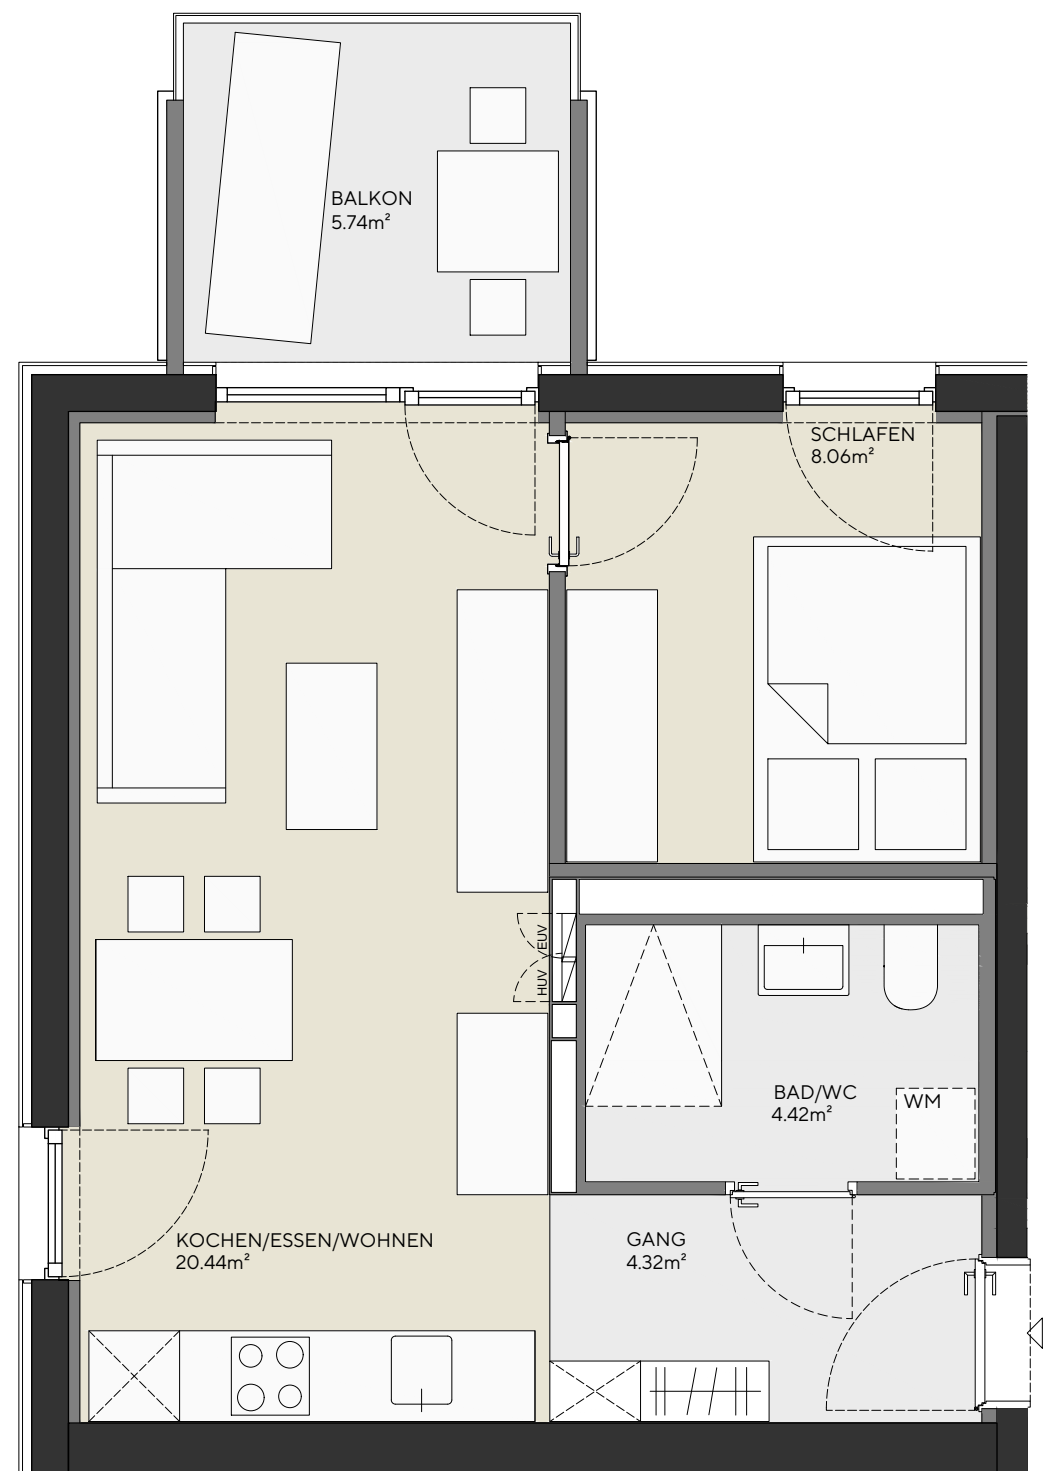 BALKON
5.74m²
SCHLAFEN
8.06m²
EUV
HUV
BAD/WC
4.42m²
WM
KOCHEN/ESSEN/WOHNEN
20.44m²
GANG
4.32m²